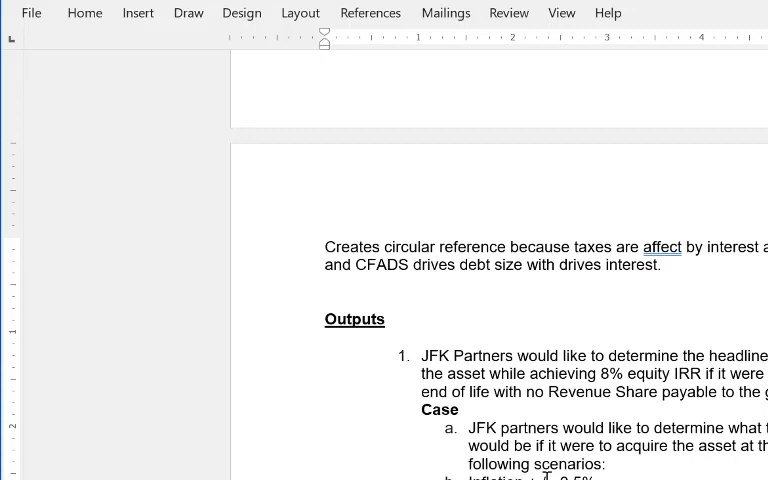 File Home Insert Draw Design Layout References Mailings Review View Help
1 2 3 4
Creates circular reference because taxes are affect by interest a
and CFADS drives debt size with drives interest.
Outputs
1. JFK Partners would like to determine the headline
the asset while achieving 8% equity IRR if it were
end of life with no Revenue Share payable to the g
Case
a. JFK partners would like to determine what t
would be if it were to acquire the asset at th
following scenarios:
1
2